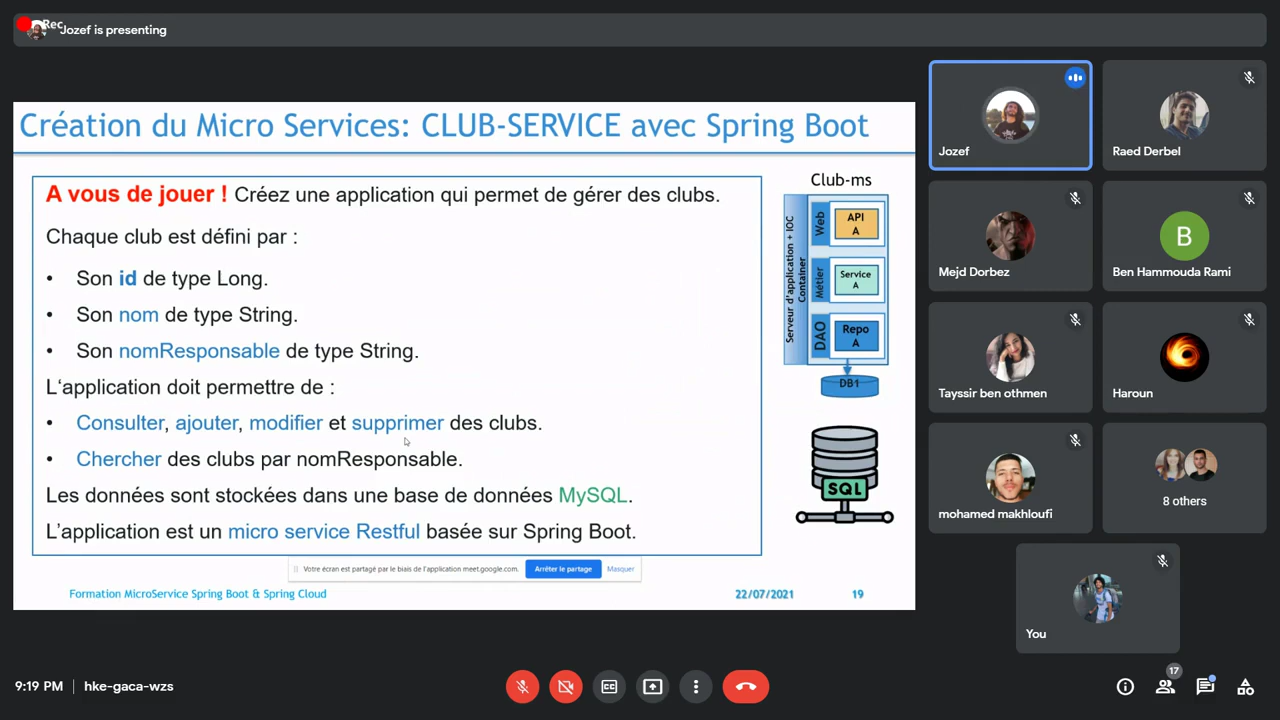 Rec
Jozef is presenting
Création du Micro Services: CLUB-SERVICE avec Spring Boot
A vous de jouer ! Créez une application qui permet de gérer des clubs.
Chaque club est défini par :
• Son id de type Long.
• Son nom de type String.
• Son nomResponsable de type String.
L'application doit permettre de :
• Consulter, ajouter, modifier et supprimer des clubs.
• Chercher des clubs par nomResponsable.
Les données sont stockées dans une base de données MySQL.
L'application est un micro service Restful basée sur Spring Boot.
Club-ms
Serveur d'application + IOC
Container
Web
API
A
Métier
Service
A
DAO
Repo
A
DB1
SQL
Votre écran est partagé par le biais de l'application meet.google.com.
Arrêter le partage
Masquer
Formation MicroService Spring Boot & Spring Cloud
22/07/2021
19
Jozef
Raed Derbel
Mejd Dorbez
B
Ben Hammouda Rami
Tayssir ben othmen
Haroun
mohamed makhloufi
8 others
You
9:19 PM | hke-gaca-wzs
CC
17